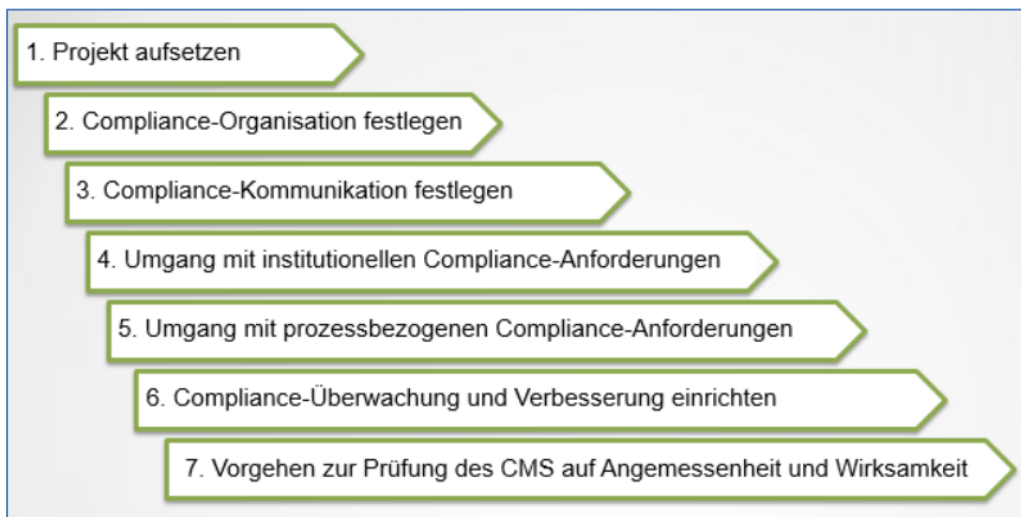 1. Projekt aufsetzen
2. Compliance-Organisation festlegen
3. Compliance-Kommunikation festlegen
4. Umgang mit institutionellen Compliance-Anforderungen
5. Umgang mit prozessbezogenen Compliance-Anforderungen
6. Compliance-Überwachung und Verbesserung einrichten
7. Vorgehen zur Prüfung des CMS auf Angemessenheit und Wirksamkeit